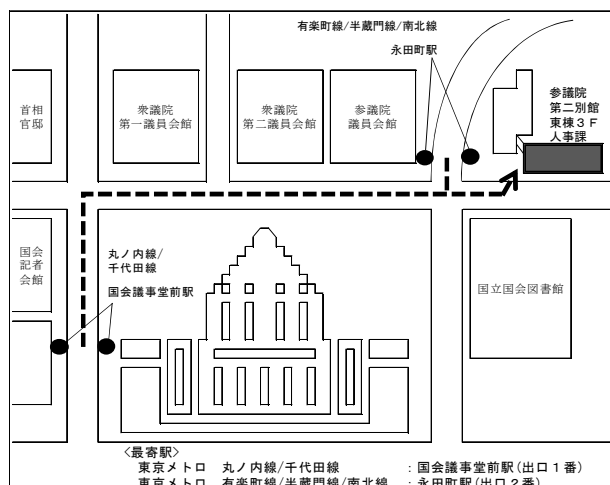 有楽町線/半蔵門線/南北線
永田町駅
首相
官邸
衆議院
第一議員会館
衆議院
第二議員会館
参議院
議員会館
参議院
第二別館
東棟３Ｆ
人事課
国会
記者
会館
丸ノ内線/
千代田線
国会議事堂前駅
国立国会図書館
〈最寄駅〉
東京メトロ　丸ノ内線/千代田線　：国会議事堂前駅(出口１番)
東京メトロ　有楽町線/半蔵門線/南北線　：永田町駅(出口２番)